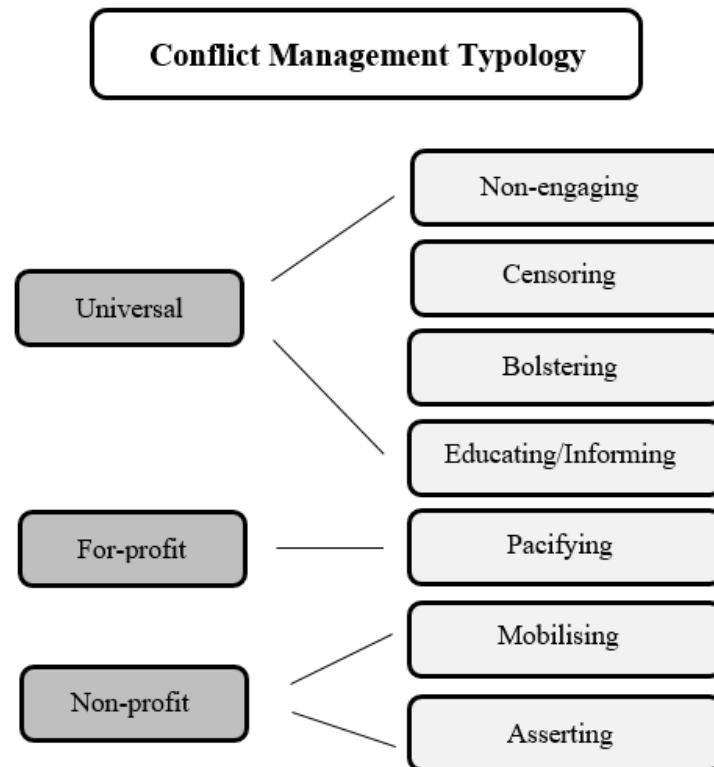 Conflict Management Typology
Non-engaging
Censoring
Universal
Bolstering
Educating/Informing
For-profit
Pacifying
Mobilising
Non-profit
Asserting